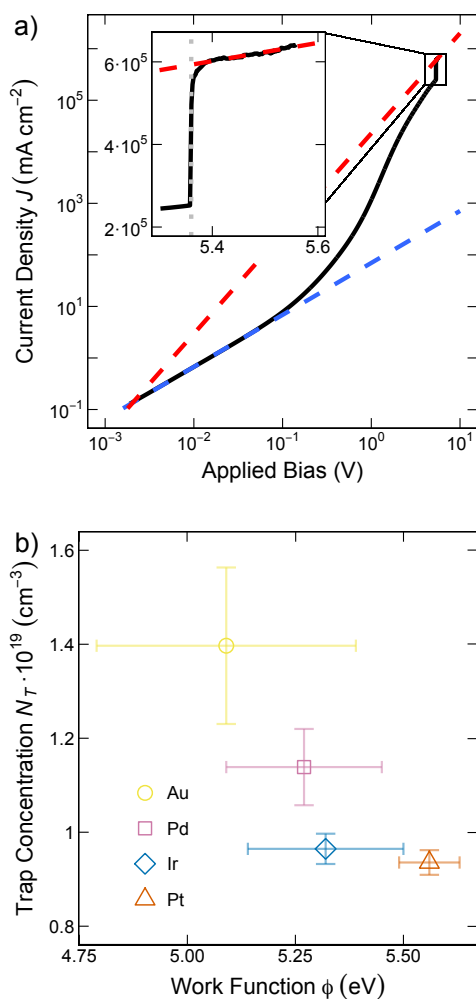 a)
Current Density J (mA cm⁻²)
10⁵
10³
10¹
10⁻¹
6·10⁵
4·10⁵
2·10⁵
5.4
5.6
10⁻³
10⁻²
10⁻¹
10⁰
10¹
Applied Bias (V)
b)
Trap Concentration N_T ·10¹⁹ (cm⁻³)
1.6
1.4
1.2
1
0.8
Au
Pd
Ir
Pt
4.75
5.00
5.25
5.50
Work Function ϕ (eV)